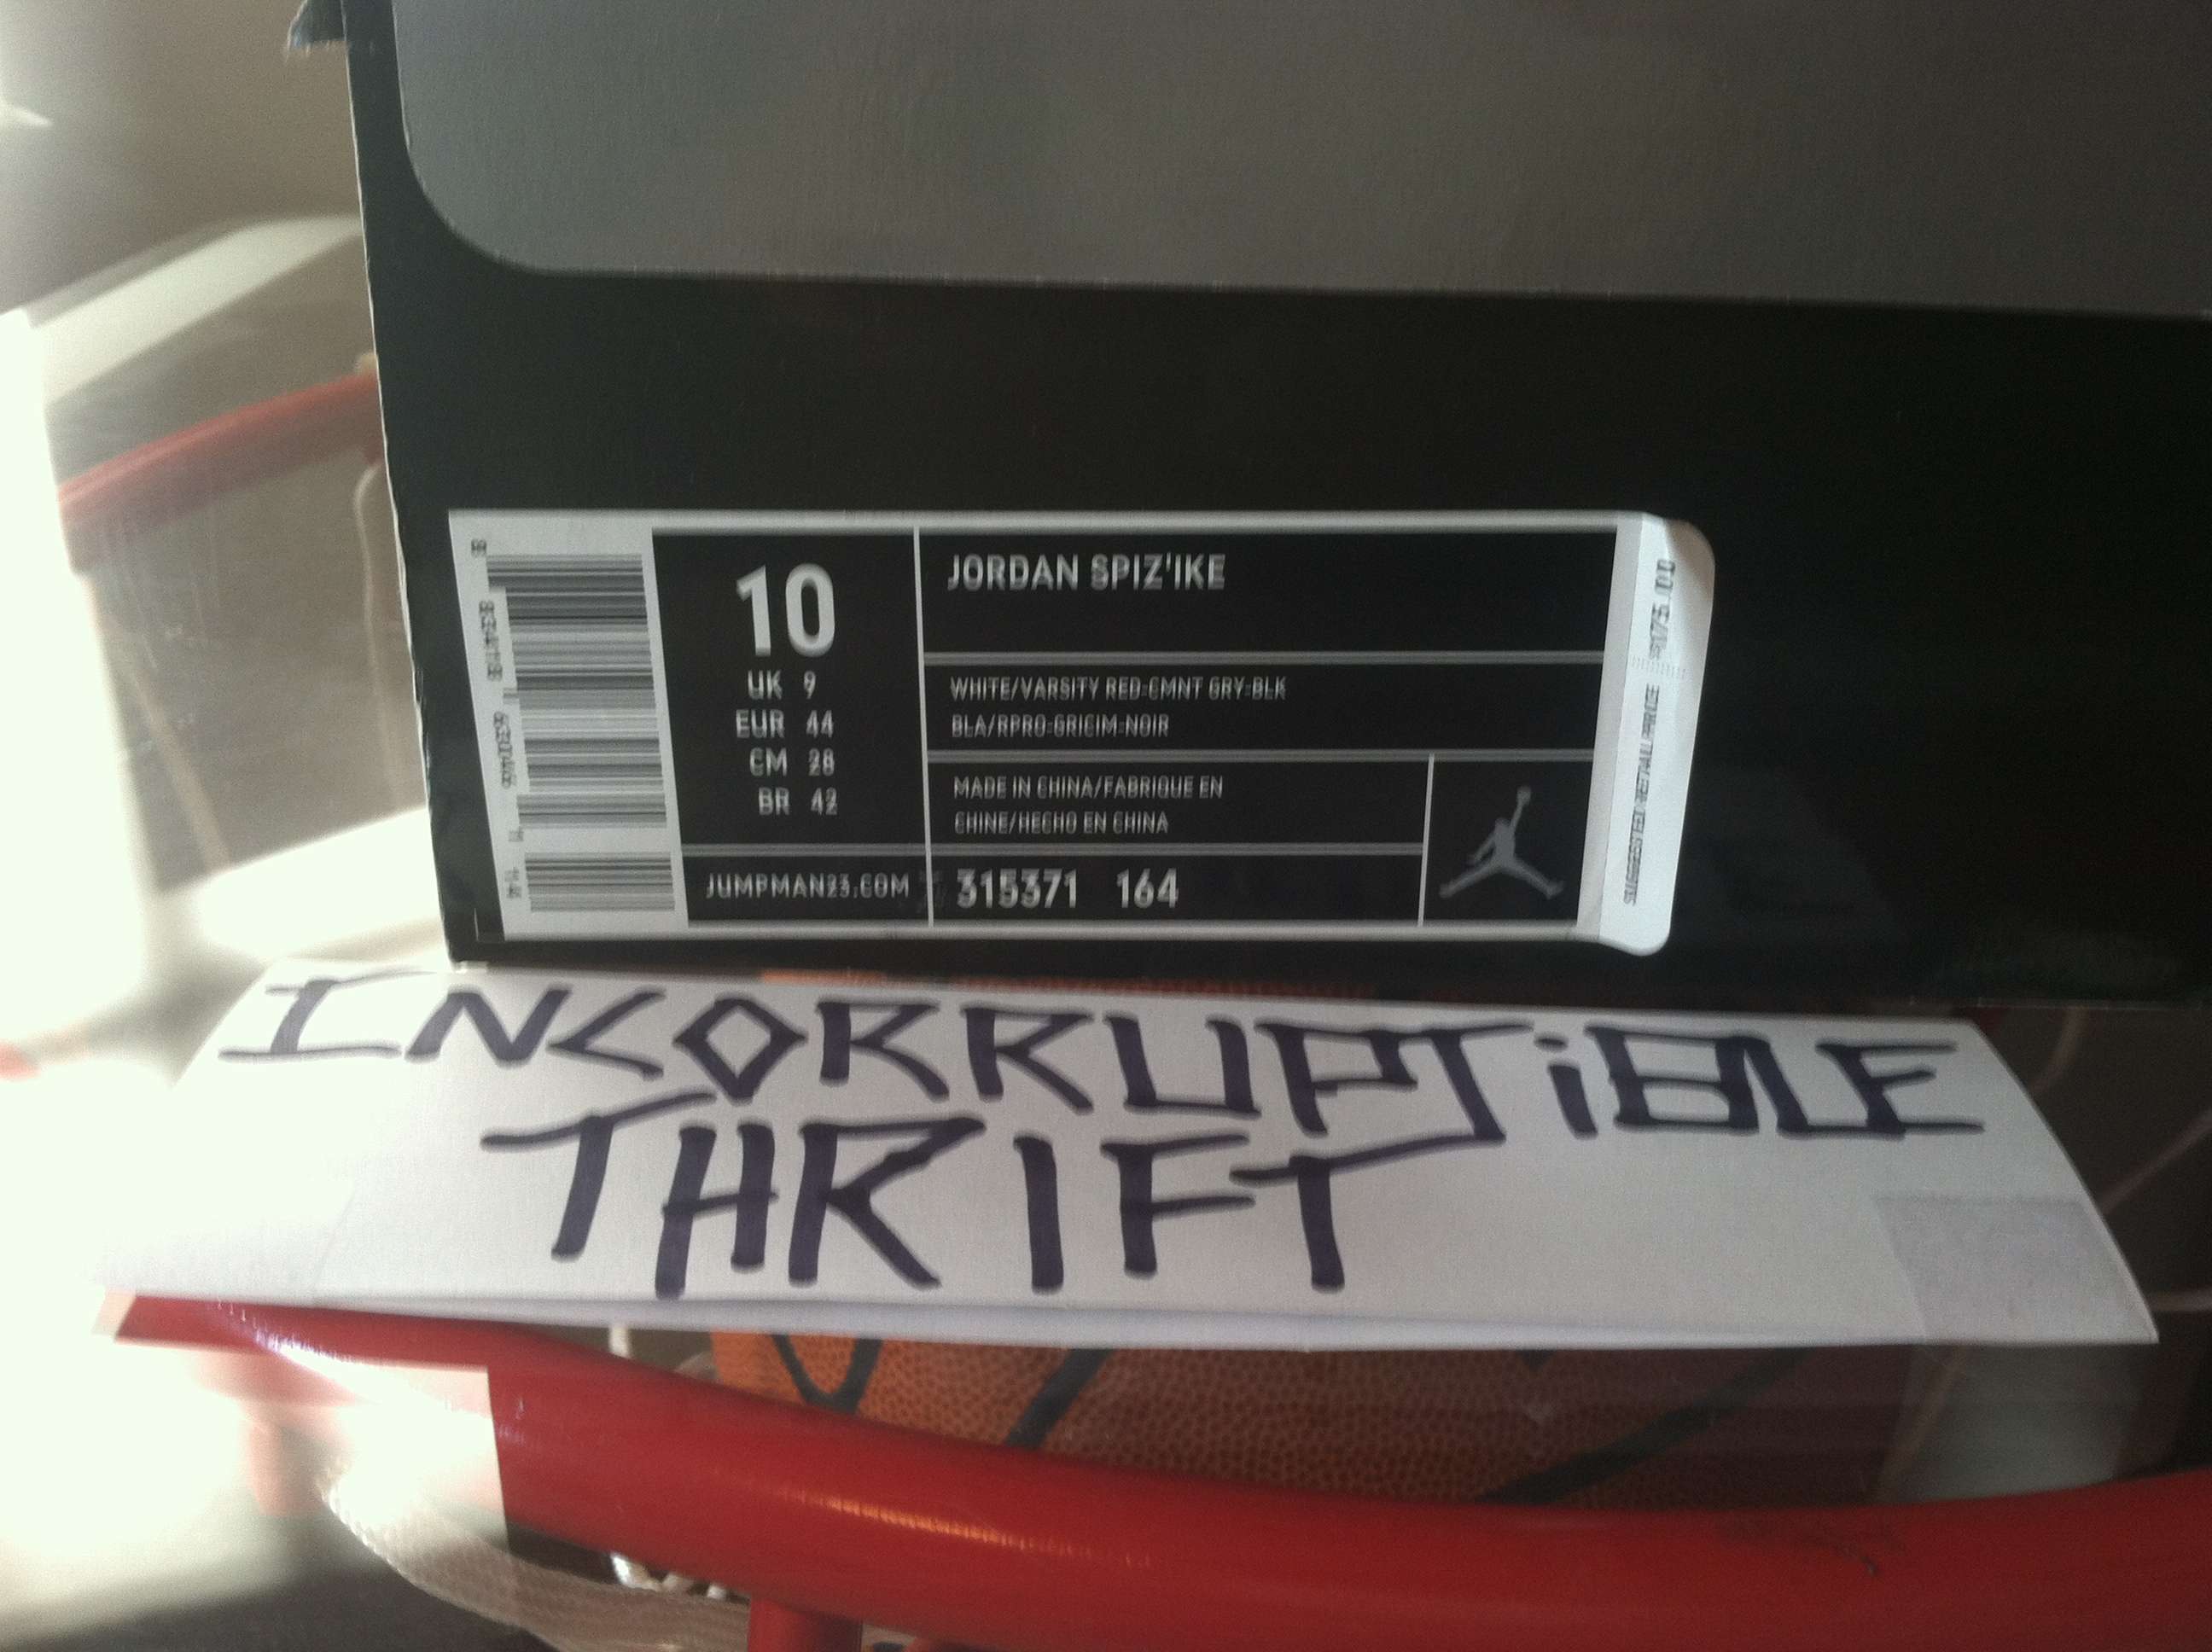 10
UK 9
EUR 44
CM 28
BR 42
JUMPMAN23.COM
JORDAN SPIZ'IKE
WHITE/VARSITY RED-CMNT GRY-BLK
BLA/RPRO-GRICIM-NOIR
MADE IN CHINA/FABRIQUE EN
CHINE/HECHO EN CHINA
315371 164
SUGGESTED RETAIL PRICE $175.00
INCORRUPTiBLE
THRIFT